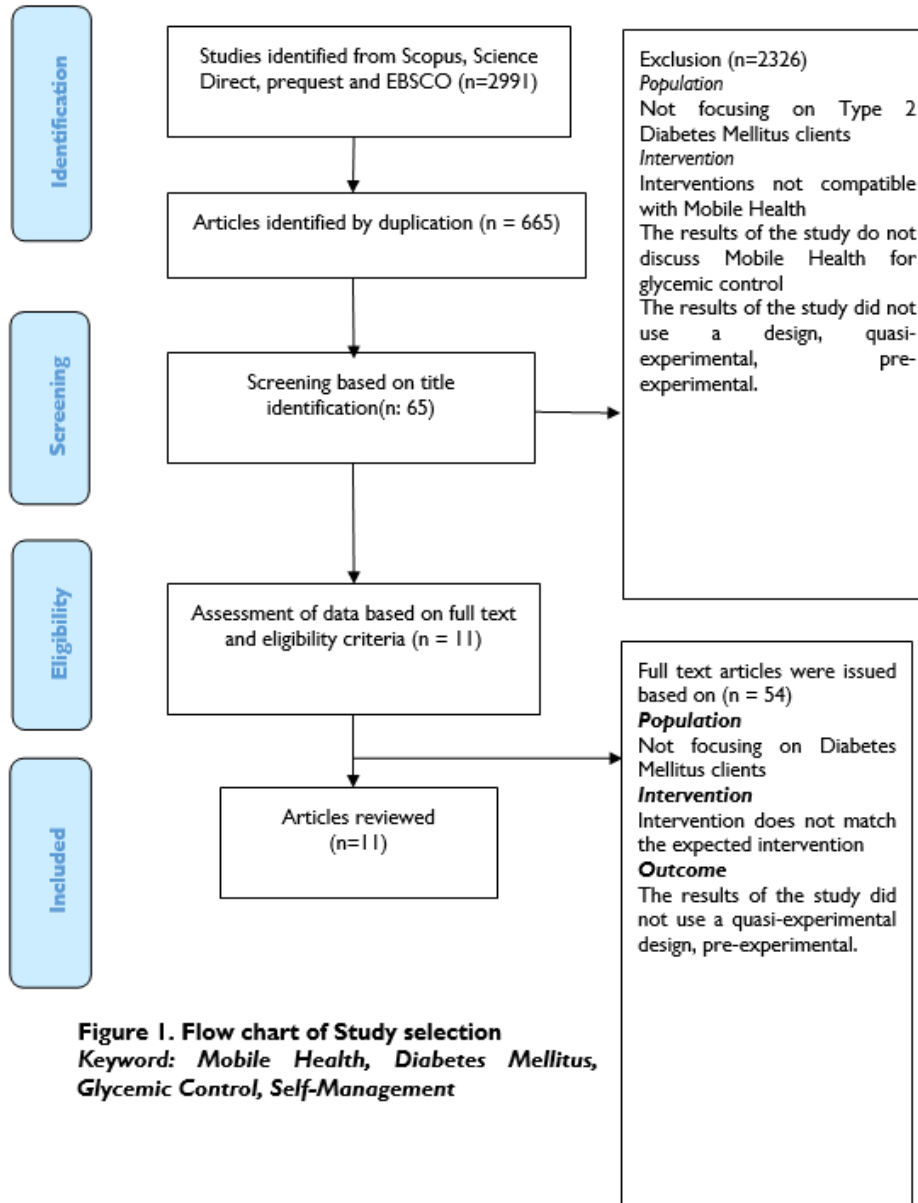 Identification
Studies identified from Scopus, Science
Direct, prequest and EBSCO (n=2991)
Articles identified by duplication (n = 665)
Exclusion (n=2326)
Population
Not focusing on Type 2
Diabetes Mellitus clients
Intervention
Interventions not compatible
with Mobile Health
The results of the study do not
discuss Mobile Health for
glycemic control
The results of the study did not
use a design, quasi-
experimental, pre-
experimental.
Screening
Screening based on title
identification(n: 65)
Eligibility
Assessment of data based on full text
and eligibility criteria (n = 11)
Full text articles were issued
based on (n = 54)
Population
Not focusing on Diabetes
Mellitus clients
Intervention
Intervention does not match
the expected intervention
Outcome
The results of the study did
not use a quasi-experimental
design, pre-experimental.
Included
Articles reviewed
(n=11)
Figure 1. Flow chart of Study selection
Keyword: Mobile Health, Diabetes Mellitus,
Glycemic Control, Self-Management